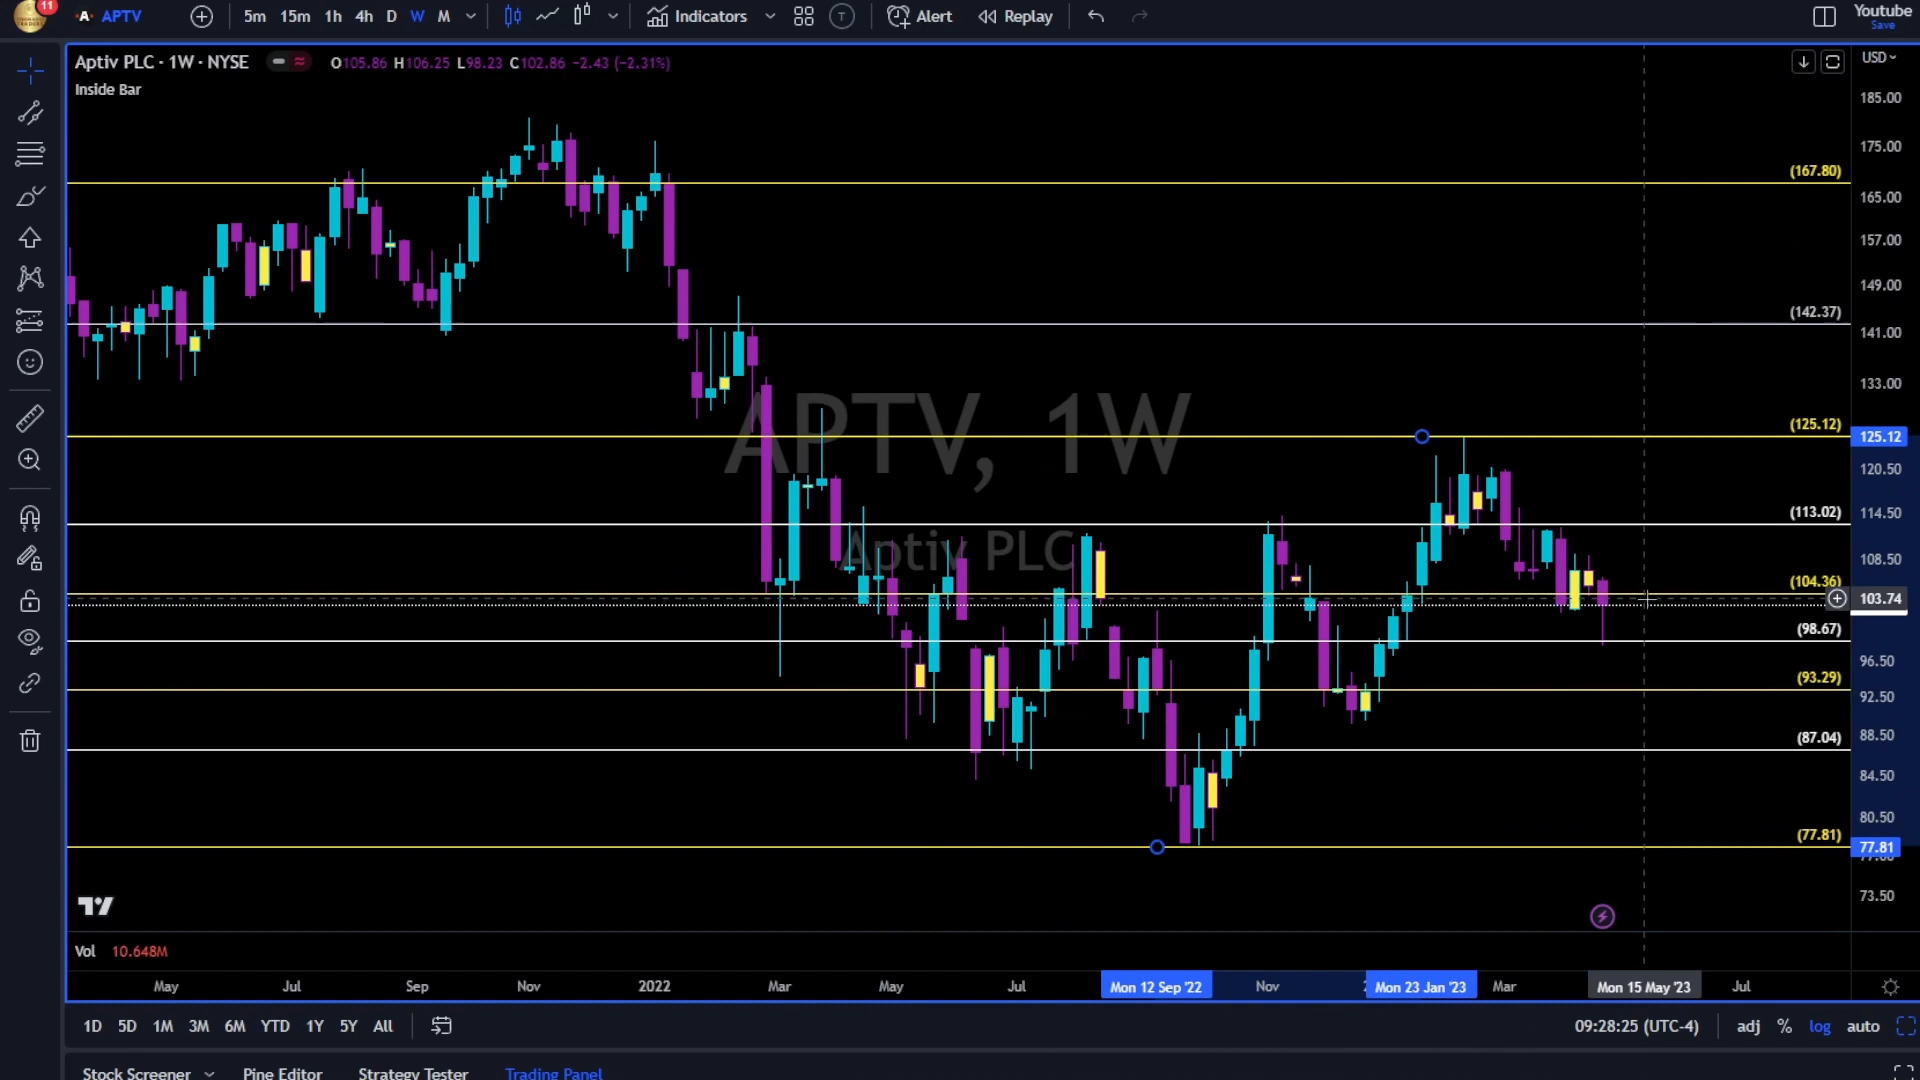 11 A APTV 5m 15m 1h 4h D W M Indicators T Alert Replay Youtube
Save
Aptiv PLC · 1W · NYSE O105.86 H106.25 L98.23 C102.86 −2.43 (−2.31%) USD
Inside Bar
185.00
175.00
(167.80)
165.00
157.00
149.00
(142.37)
141.00
133.00
APTV, 1W
Aptiv PLC
(125.12)
125.12
120.50
(113.02)
114.50
108.50
(104.36)
103.74
(98.67)
96.50
(93.29)
92.50
(87.04)
88.50
84.50
80.50
(77.81)
77.81
73.50
Vol 10.648M
May Jul Sep Nov 2022 Mar May Jul Mon 12 Sep '22 Nov Mon 23 Jan '23 Mar Mon 15 May '23 Jul
1D 5D 1M 3M 6M YTD 1Y 5Y All 09:28:25 (UTC-4) adj % log auto
Stock Screener Pine Editor Strategy Tester Trading Panel